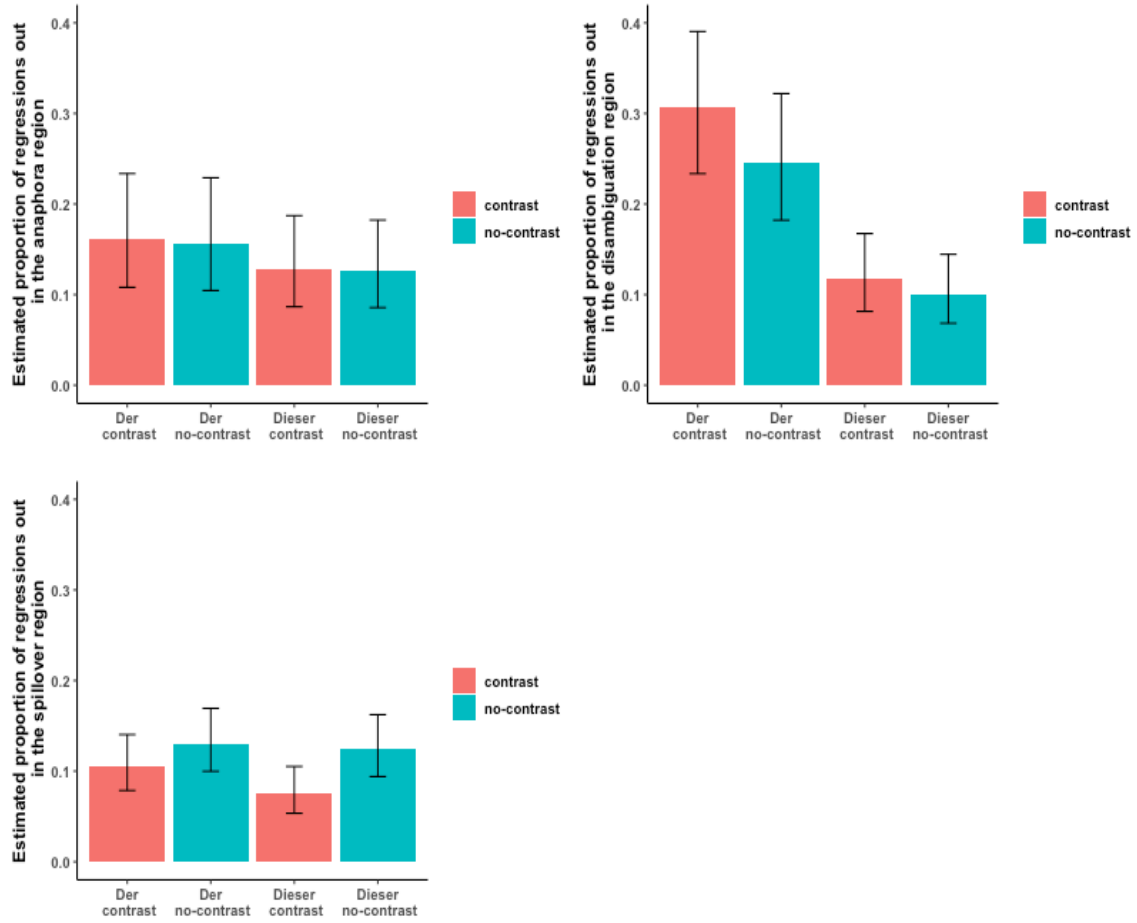 Estimated proportion of regressions out
in the anaphora region
0.4
0.3
0.2
0.1
0.0
Der
contrast
Der
no-contrast
Dieser
contrast
Dieser
no-contrast
contrast
no-contrast
Estimated proportion of regressions out
in the disambiguation region
0.4
0.3
0.2
0.1
0.0
Der
contrast
Der
no-contrast
Dieser
contrast
Dieser
no-contrast
contrast
no-contrast
Estimated proportion of regressions out
in the spillover region
0.4
0.3
0.2
0.1
0.0
Der
contrast
Der
no-contrast
Dieser
contrast
Dieser
no-contrast
contrast
no-contrast